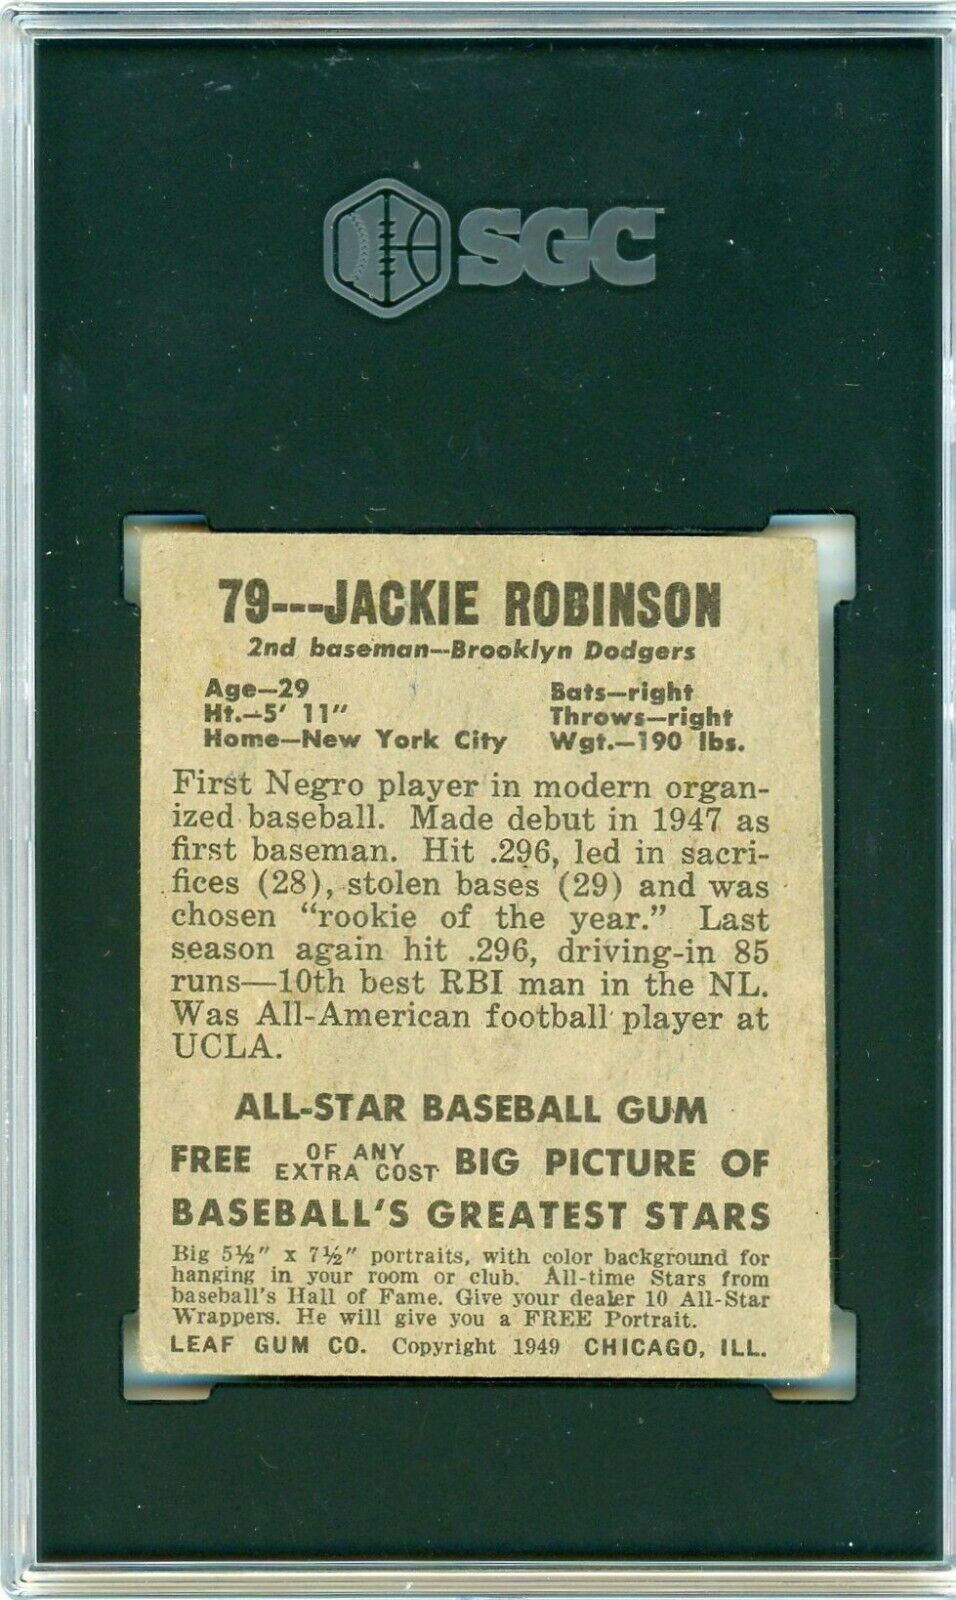 SGC
79---JACKIE ROBINSON
2nd baseman--Brooklyn Dodgers
Age—29
Bats—right
Ht.—5' 11"
Throws—right
Home—New York City
Wgt.—190 lbs.
First Negro player in modern organ-
ized baseball. Made debut in 1947 as
first baseman. Hit .296, led in sacri-
fices (28), stolen bases (29) and was
chosen "rookie of the year." Last
season again hit .296, driving-in 85
runs—10th best RBI man in the NL.
Was All-American football player at
UCLA.
ALL-STAR BASEBALL GUM
FREE OF ANY EXTRA COST BIG PICTURE OF
BASEBALL'S GREATEST STARS
Big 5½" x 7½" portraits, with color background for
hanging in your room or club. All-time Stars from
baseball's Hall of Fame. Give your dealer 10 All-Star
Wrappers. He will give you a FREE Portrait.
LEAF GUM CO. Copyright 1949 CHICAGO, ILL.